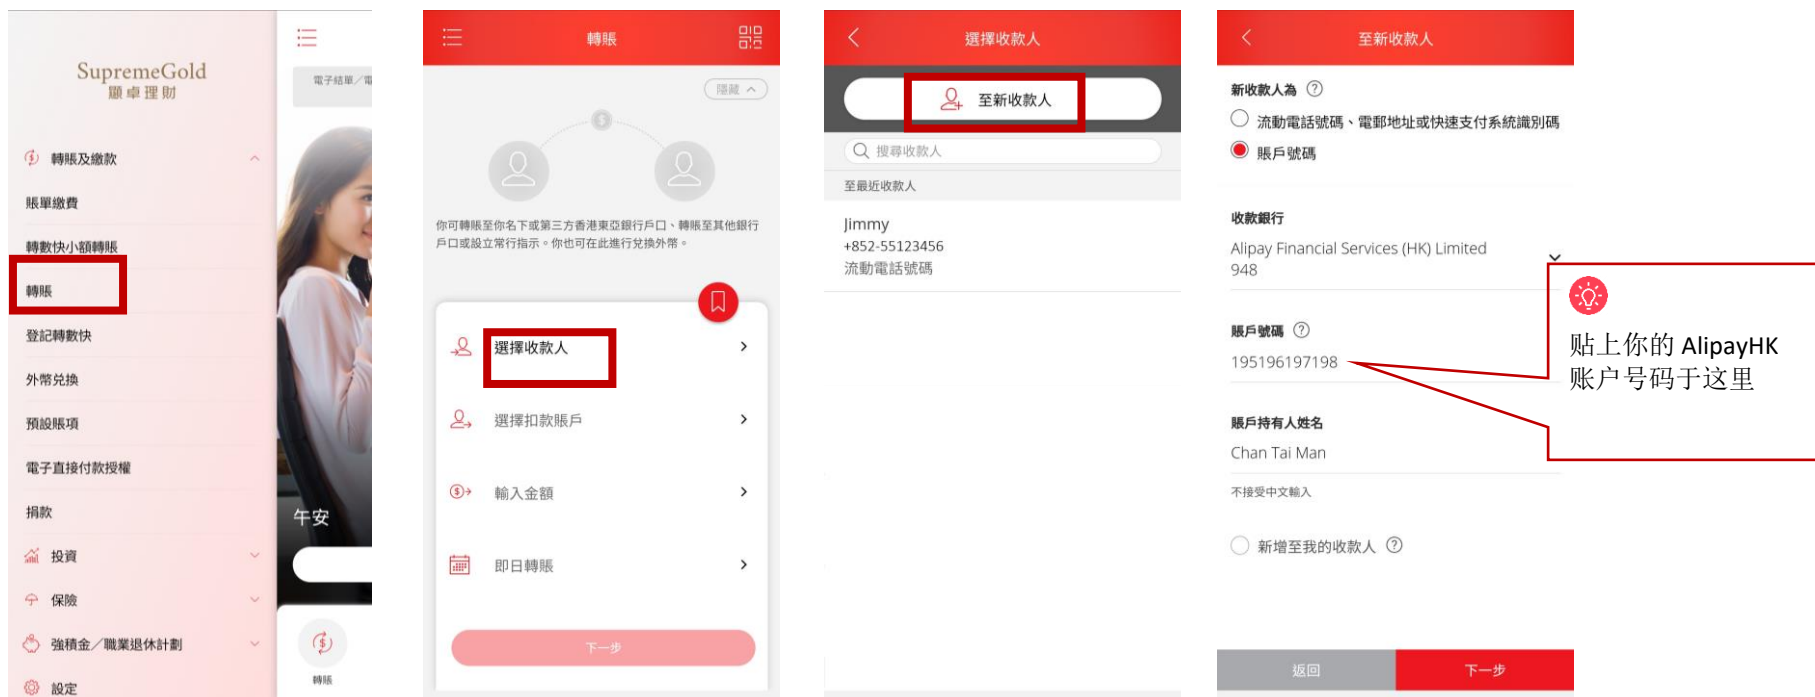 SupremeGold
顯卓理財
轉賬及繳款
賬單繳費
轉數快小額轉賬
轉賬
登記轉數快
外幣兌換
預設賬項
電子直接付款授權
捐款
投資
保險
強積金／職業退休計劃
設定
電子結單／電
午安
轉賬
轉賬
隱藏
你可轉賬至你名下或第三方香港東亞銀行戶口、轉賬至其他銀行
戶口或設立常行指示。你也可在此進行兌換外幣。
選擇收款人
選擇扣款賬戶
輸入金額
即日轉賬
下一步
選擇收款人
至新收款人
搜尋收款人
至最近收款人
Jimmy
+852-55123456
流動電話號碼
至新收款人
新收款人為
流動電話號碼、電郵地址或快速支付系統識別碼
賬戶號碼
收款銀行
Alipay Financial Services (HK) Limited
948
賬戶號碼
195196197198
賬戶持有人姓名
Chan Tai Man
不接受中文輸入
新增至我的收款人
返回
下一步
贴上你的 AlipayHK
账户号码于这里